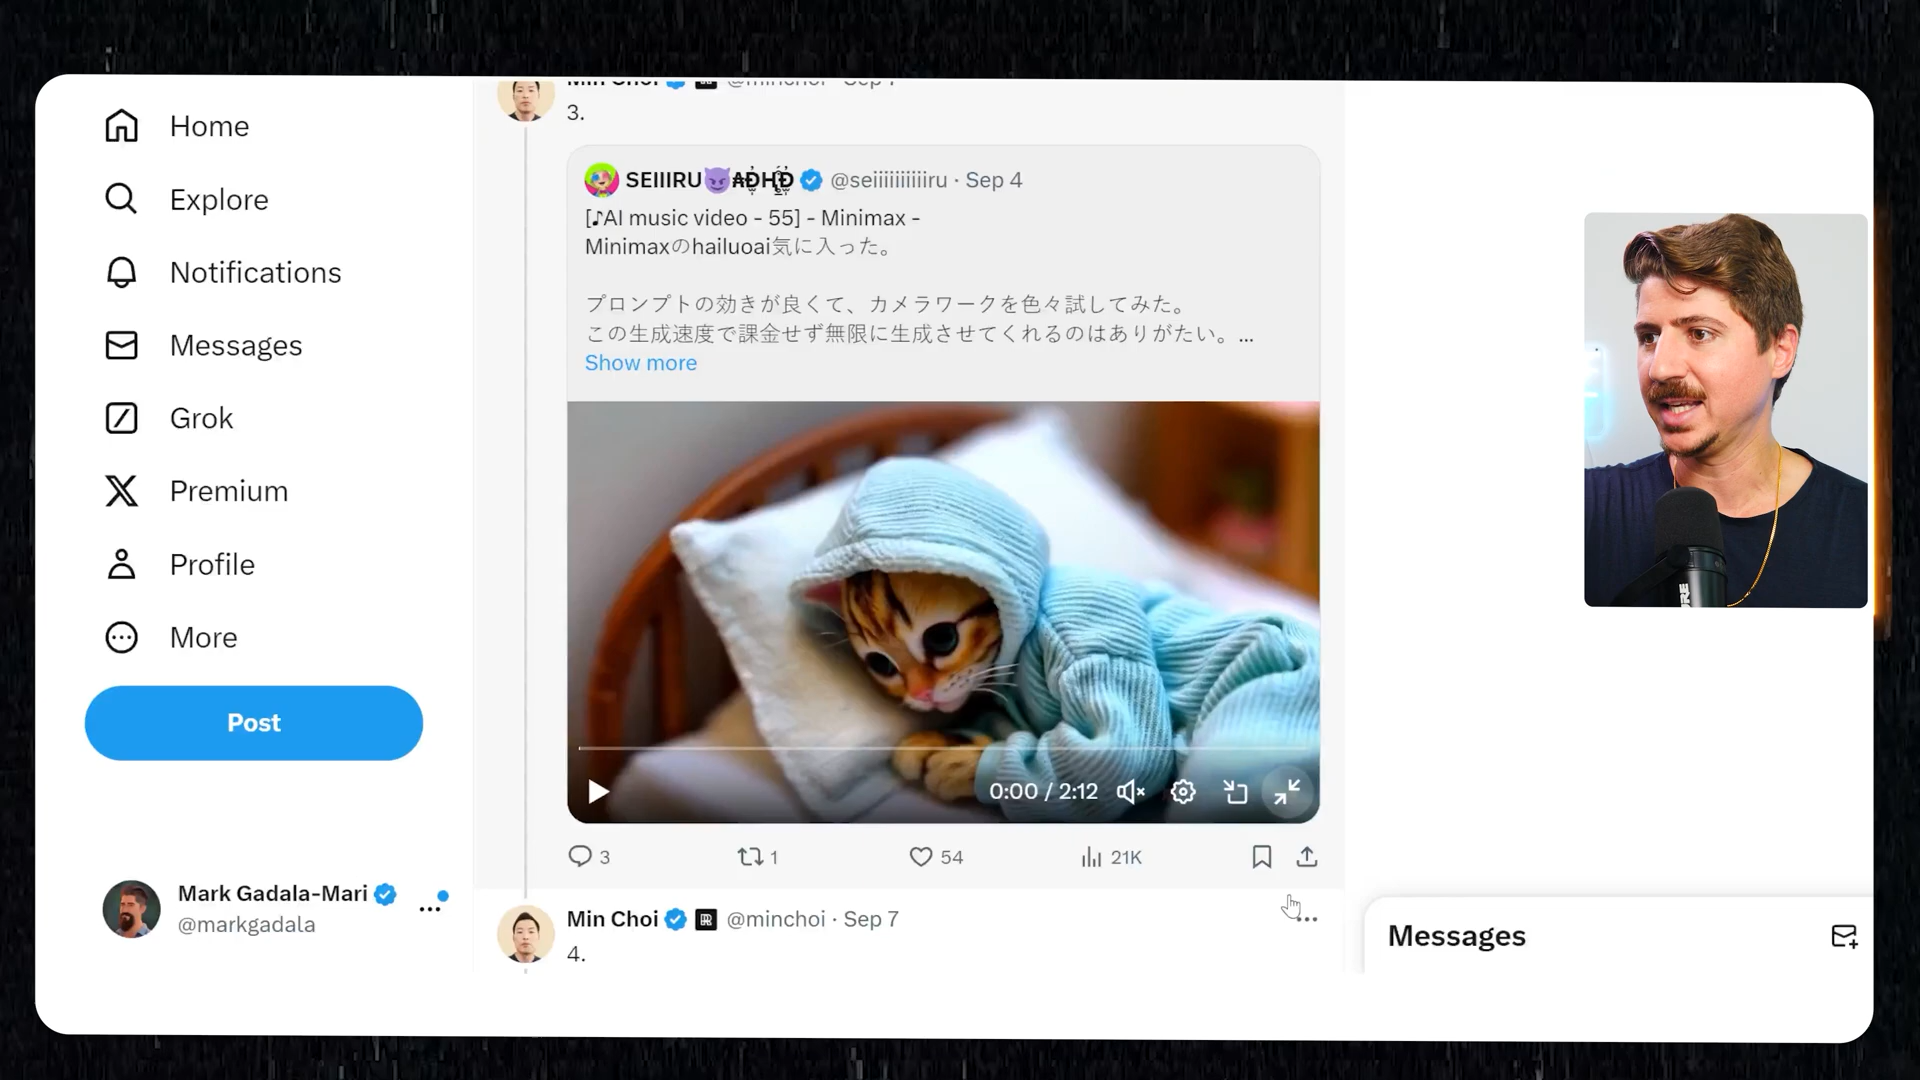 Home
Explore
Notifications
Messages
Grok
Premium
Profile
More
Post
Mark Gadala-Mari
@markgadala
Min Choi @minchoi · Sep 7
3.
SEIIIRU😈ADHD @seiiiiiiiiiiru · Sep 4
[♪AI music video - 55] - Minimax -
Minimaxのhailuoai気に入った。
プロンプトの効きが良くて、カメラワークを色々試してみた。
この生成速度で課金せず無限に生成させてくれるのはありがたい。...
Show more
0:00 / 2:12
3 1 54 21K
Min Choi @minchoi · Sep 7
4.
Messages